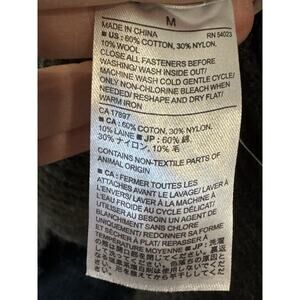 M
MADE IN CHINA RN 54023
■ US : 60% COTTON, 30% NYLON,
10% WOOL
CLOSE ALL FASTENERS BEFORE
WASHING/ WASH INSIDE OUT/
MACHINE WASH COLD GENTLE CYCLE/
ONLY NON-CHLORINE BLEACH WHEN
NEEDED/ RESHAPE AND DRY FLAT/
WARM IRON
CA 17897
■ CA : 60% COTON, 30% NYLON,
10% LAINE ■ JP : 60% 綿,
30% ナイロン, 10% 毛
CONTAINS NON-TEXTILE PARTS OF
ANIMAL ORIGIN
■ CA : FERMER TOUTES LES
ATTACHES AVANT LE LAVAGE/ LAVER À
L'ENVERS/ LAVER À LA MACHINE À
L'EAU FROIDE AU CYCLE DÉLICAT/
UTILISER AU BESOIN UN AGENT DE
BLANCHIMENT SANS CHLORE
UNIQUEMENT/ REDONNER SA FORME
ET SÉCHER À PLAT/ REPASSER À
TEMPÉRATURE MOYENNE